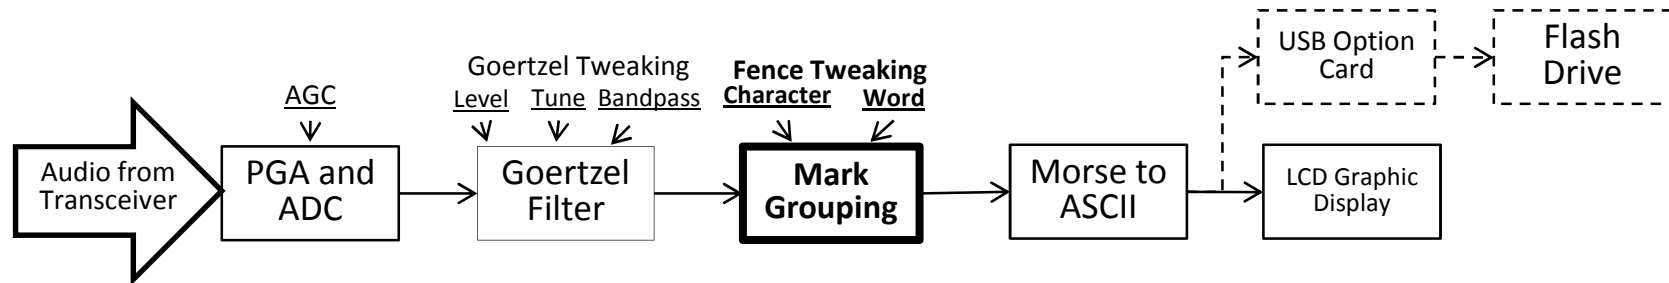 Audio from
Transceiver
AGC
PGA and
ADC
Goertzel Tweaking
Level Tune Bandpass
Goertzel
Filter
Fence Tweaking
Character Word
Mark
Grouping
Morse to
ASCII
USB Option
Card
Flash
Drive
LCD Graphic
Display